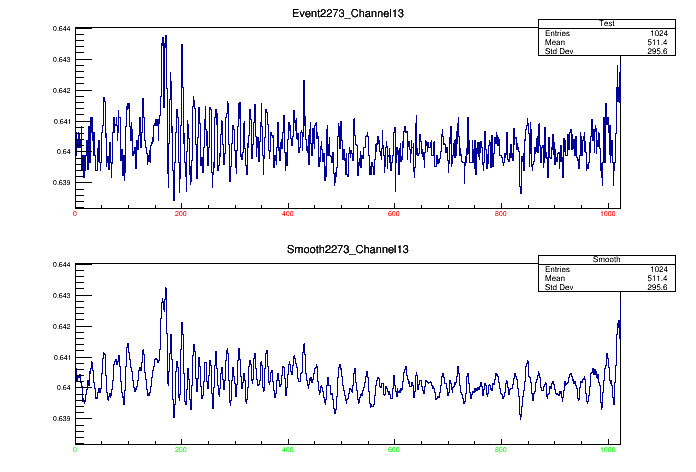 Event2273_Channel13
Test
Entries 1024
Mean 511.4
Std Dev 295.6
0.644
0.643
0.642
0.641
0.64
0.639
0 200 400 600 800 1000
Smooth2273_Channel13
Smooth
Entries 1024
Mean 511.4
Std Dev 295.6
0.644
0.643
0.642
0.641
0.64
0.639
0 200 400 600 800 1000